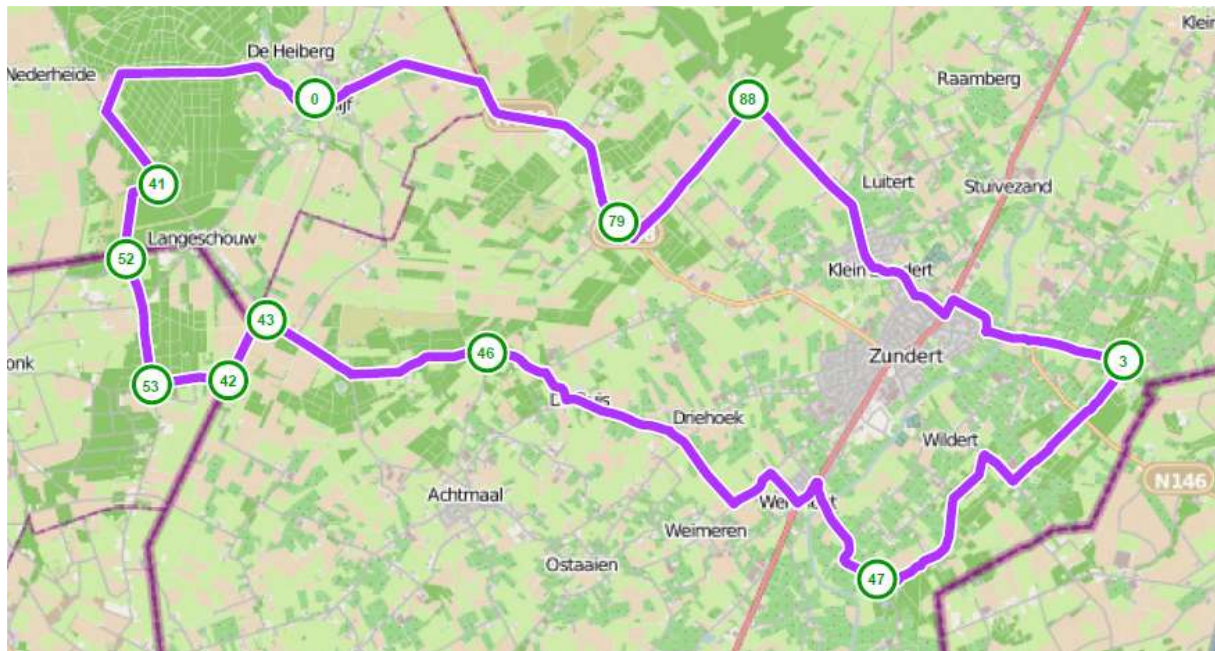 De Heiberg
Nederheide
Klein
Raamberg
88
0
41
Luitert
Stuivezand
79
Langeschouw
52
43
Zundert
46
3
53
42
Driehoek
Wildert
Achtmaal
N146
Weimeren
Ostaaien
47